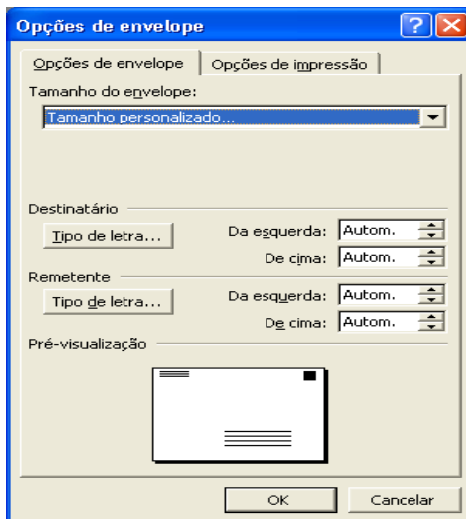 Opções de envelope
Opções de envelope Opções de impressão
Tamanho do envelope:
Tamanho personalizado...
Destinatário
Tipo de letra... Da esquerda: Autom.
De cima: Autom.
Remetente
Tipo de letra... Da esquerda: Autom.
De cima: Autom.
Pré-visualização
OK Cancelar